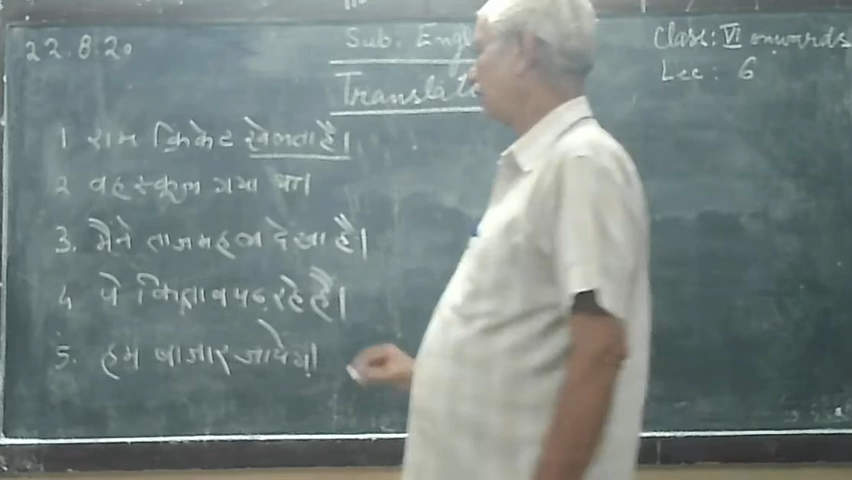 22.8.20
Sub. Engl
Class: VI onwards
Lec: 6
Translat
1 राम क्रिकेट खेलता है।
2 वह स्कूल गया था।
3. मैंने ताजमहल देखा है।
4 वे किताब पढ़ रहे हैं।
5. हम बाजार जायेंगे।